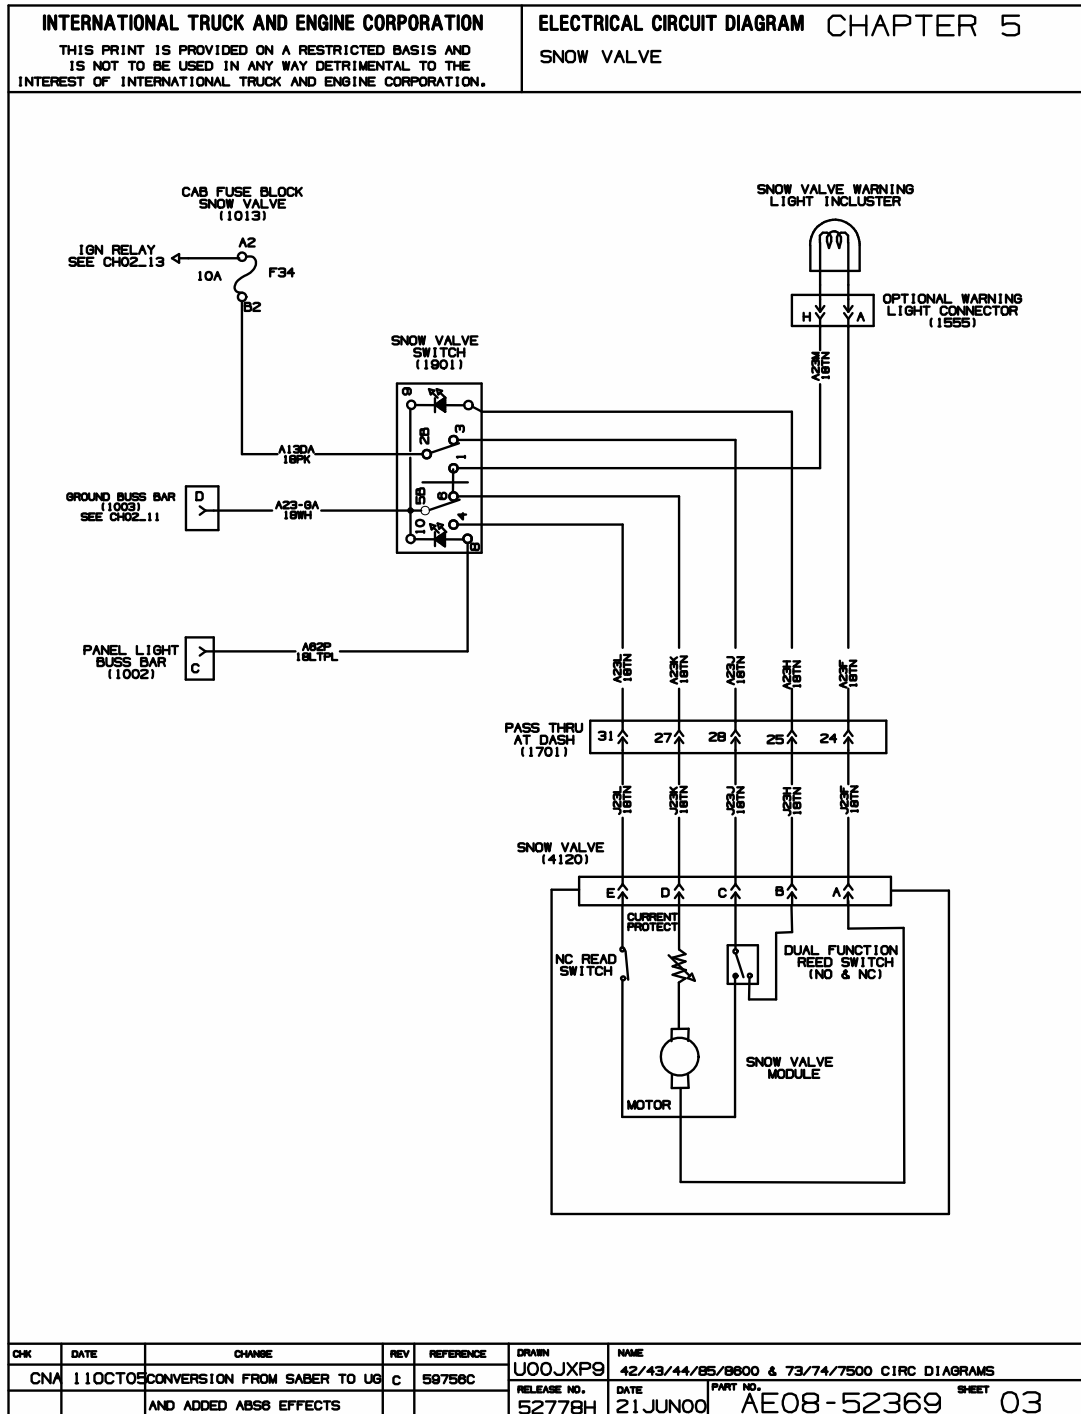 INTERNATIONAL TRUCK AND ENGINE CORPORATION
THIS PRINT IS PROVIDED ON A RESTRICTED BASIS AND
IS NOT TO BE USED IN ANY WAY DETRIMENTAL TO THE
INTEREST OF INTERNATIONAL TRUCK AND ENGINE CORPORATION.
ELECTRICAL CIRCUIT DIAGRAM CHAPTER 5
SNOW VALVE
CAB FUSE BLOCK
SNOW VALVE
(1013)
IGN RELAY
SEE CH02_13
A2
10A
F34
B2
SNOW VALVE WARNING
LIGHT INCLUSTER
H
A
OPTIONAL WARNING
LIGHT CONNECTOR
(1555)
A23M
18TN
SNOW VALVE
SWITCH
(1901)
9
2B
3
1
5B
6
4
10
8
A13DA
18PK
GROUND BUSS BAR
(1003)
SEE CH02_11
D
A23-GA
18WH
PANEL LIGHT
BUSS BAR
(1002)
C
A62P
18LTPL
A23L
18TN
A23K
18TN
A23J
18TN
A23H
18TN
A23F
18TN
PASS THRU
AT DASH
(1701)
31
27
28
25
24
J23L
18TN
J23K
18TN
J23J
18TN
J23H
18TN
J23F
18TN
SNOW VALVE
(4120)
E
D
C
B
A
CURRENT
PROTECT
NC READ
SWITCH
DUAL FUNCTION
REED SWITCH
(NO & NC)
SNOW VALVE
MODULE
MOTOR
CHK DATE CHANGE REV REFERENCE
CNA 11OCT05 CONVERSION FROM SABER TO UG C 59756C
AND ADDED ABS6 EFFECTS
DRAWN
U00JXP9
NAME
42/43/44/85/8600 & 73/74/7500 CIRC DIAGRAMS
RELEASE NO.
52778H
DATE
21JUN00
PART NO.
AE08-52369
SHEET
03